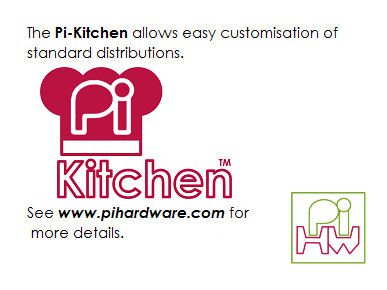 The Pi-Kitchen allows easy customisation of
standard distributions.
Pi
Kitchen™
See www.pihardware.com for
more details.
Pi
HW